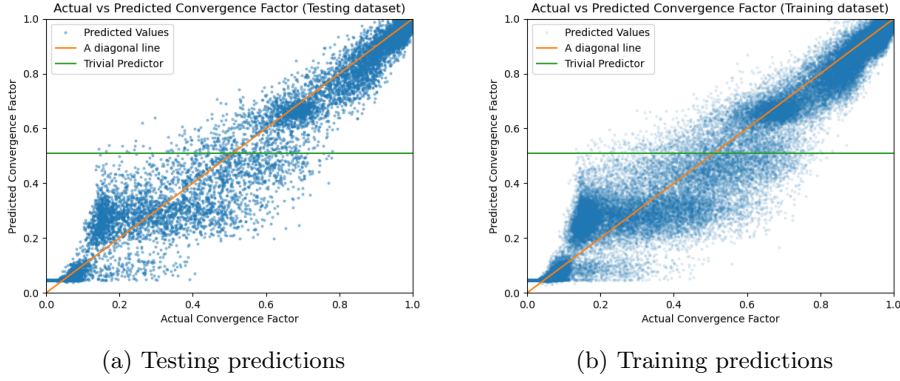 Actual vs Predicted Convergence Factor (Testing dataset)
Predicted Values
A diagonal line
Trivial Predictor
Predicted Convergence Factor
1.0
0.8
0.6
0.4
0.2
0.0
0.0 0.2 0.4 0.6 0.8 1.0
Actual Convergence Factor
(a) Testing predictions
Actual vs Predicted Convergence Factor (Training dataset)
Predicted Values
A diagonal line
Trivial Predictor
Predicted Convergence Factor
1.0
0.8
0.6
0.4
0.2
0.0
0.0 0.2 0.4 0.6 0.8 1.0
Actual Convergence Factor
(b) Training predictions